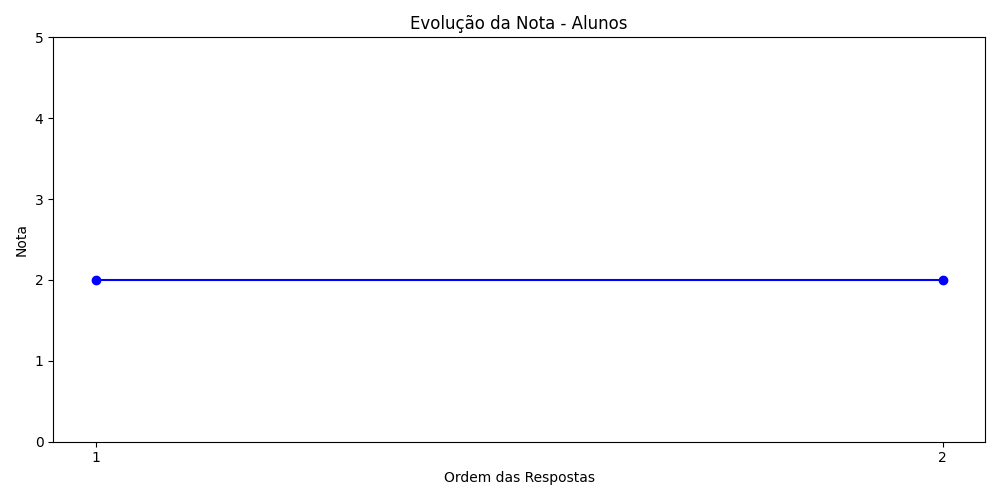 Evolução da Nota - Alunos
5
4
3
2
1
0
Nota
1 2
Ordem das Respostas